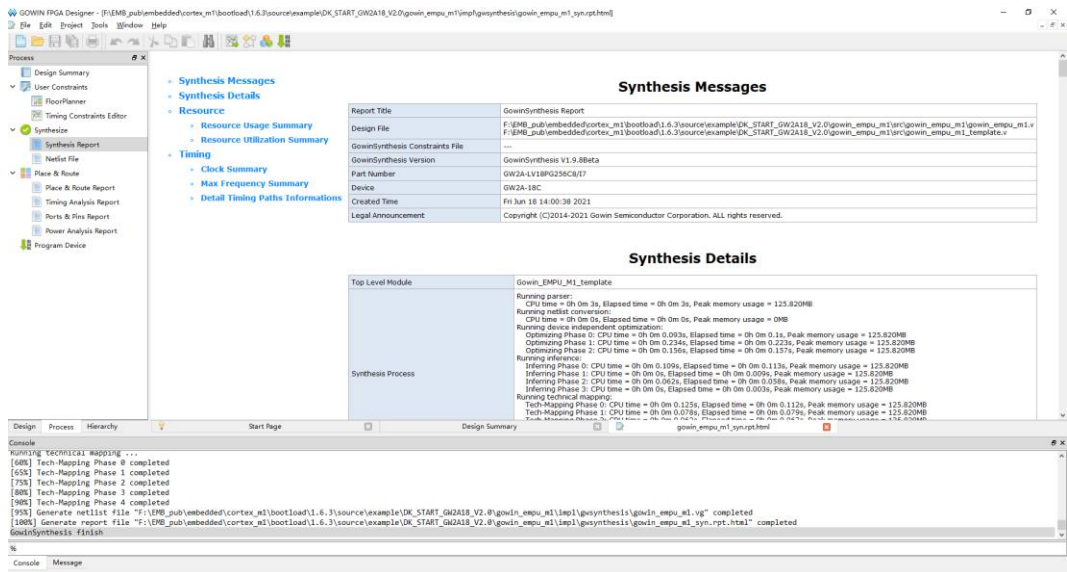 GOWIN FPGA Designer - [F:\EMB_pub\embedded\cortex_m1\bootload\1.6.3\source\example\DK_START_GW2A18_V2.0\gowin_empu_m1\impl\gwsynthesis\gowin_empu_m1_syn.rpt.html]
File Edit Project Tools Window Help
Process
Design Summary
User Constraints
FloorPlanner
Timing Constraints Editor
Synthesize
Synthesis Report
Netlist File
Place & Route
Place & Route Report
Timing Analysis Report
Ports & Pins Report
Power Analysis Report
Program Device
Design Process Hierarchy
Synthesis Messages
Synthesis Details
Resource
Resource Usage Summary
Resource Utilization Summary
Timing
Clock Summary
Max Frequency Summary
Detail Timing Paths Informations
Synthesis Messages
Report Title GowinSynthesis Report
Design File F:\EMB_pub\embedded\cortex_m1\bootload\1.6.3\source\example\DK_START_GW2A18_V2.0\gowin_empu_m1\src\gowin_empu_m1\gowin_empu_m1.v
F:\EMB_pub\embedded\cortex_m1\bootload\1.6.3\source\example\DK_START_GW2A18_V2.0\gowin_empu_m1\src\gowin_empu_m1_template.v
GowinSynthesis Constraints File ---
GowinSynthesis Version GowinSynthesis V1.9.8Beta
Part Number GW2A-LV18PG256C8/I7
Device GW2A-18C
Created Time Fri Jun 18 14:00:38 2021
Legal Announcement Copyright (C)2014-2021 Gowin Semiconductor Corporation. ALL rights reserved.
Synthesis Details
Top Level Module Gowin_EMPU_M1_template
Synthesis Process
Running parser:
CPU time = 0h 0m 3s, Elapsed time = 0h 0m 3s, Peak memory usage = 125.820MB
Running netlist conversion:
CPU time = 0h 0m 0s, Elapsed time = 0h 0m 0s, Peak memory usage = 0MB
Running device independent optimization:
Optimizing Phase 0: CPU time = 0h 0m 0.093s, Elapsed time = 0h 0m 0.1s, Peak memory usage = 125.820MB
Optimizing Phase 1: CPU time = 0h 0m 0.234s, Elapsed time = 0h 0m 0.223s, Peak memory usage = 125.820MB
Optimizing Phase 2: CPU time = 0h 0m 0.156s, Elapsed time = 0h 0m 0.157s, Peak memory usage = 125.820MB
Running inference:
Inferring Phase 0: CPU time = 0h 0m 0.109s, Elapsed time = 0h 0m 0.113s, Peak memory usage = 125.820MB
Inferring Phase 1: CPU time = 0h 0m 0s, Elapsed time = 0h 0m 0.009s, Peak memory usage = 125.820MB
Inferring Phase 2: CPU time = 0h 0m 0.062s, Elapsed time = 0h 0m 0.058s, Peak memory usage = 125.820MB
Inferring Phase 3: CPU time = 0h 0m 0s, Elapsed time = 0h 0m 0.003s, Peak memory usage = 125.820MB
Running technical mapping:
Tech-Mapping Phase 0: CPU time = 0h 0m 0.125s, Elapsed time = 0h 0m 0.112s, Peak memory usage = 125.820MB
Tech-Mapping Phase 1: CPU time = 0h 0m 0.078s, Elapsed time = 0h 0m 0.079s, Peak memory usage = 125.820MB
Start Page Design Summary gowin_empu_m1_syn.rpt.html
Console
Running technical mapping ...
[60%] Tech-Mapping Phase 0 completed
[65%] Tech-Mapping Phase 1 completed
[75%] Tech-Mapping Phase 2 completed
[80%] Tech-Mapping Phase 3 completed
[90%] Tech-Mapping Phase 4 completed
[95%] Generate netlist file "F:\EMB_pub\embedded\cortex_m1\bootload\1.6.3\source\example\DK_START_GW2A18_V2.0\gowin_empu_m1\impl\gwsynthesis\gowin_empu_m1.vg" completed
[100%] Generate report file "F:\EMB_pub\embedded\cortex_m1\bootload\1.6.3\source\example\DK_START_GW2A18_V2.0\gowin_empu_m1\impl\gwsynthesis\gowin_empu_m1_syn.rpt.html" completed
GowinSynthesis finish
%
Console Message